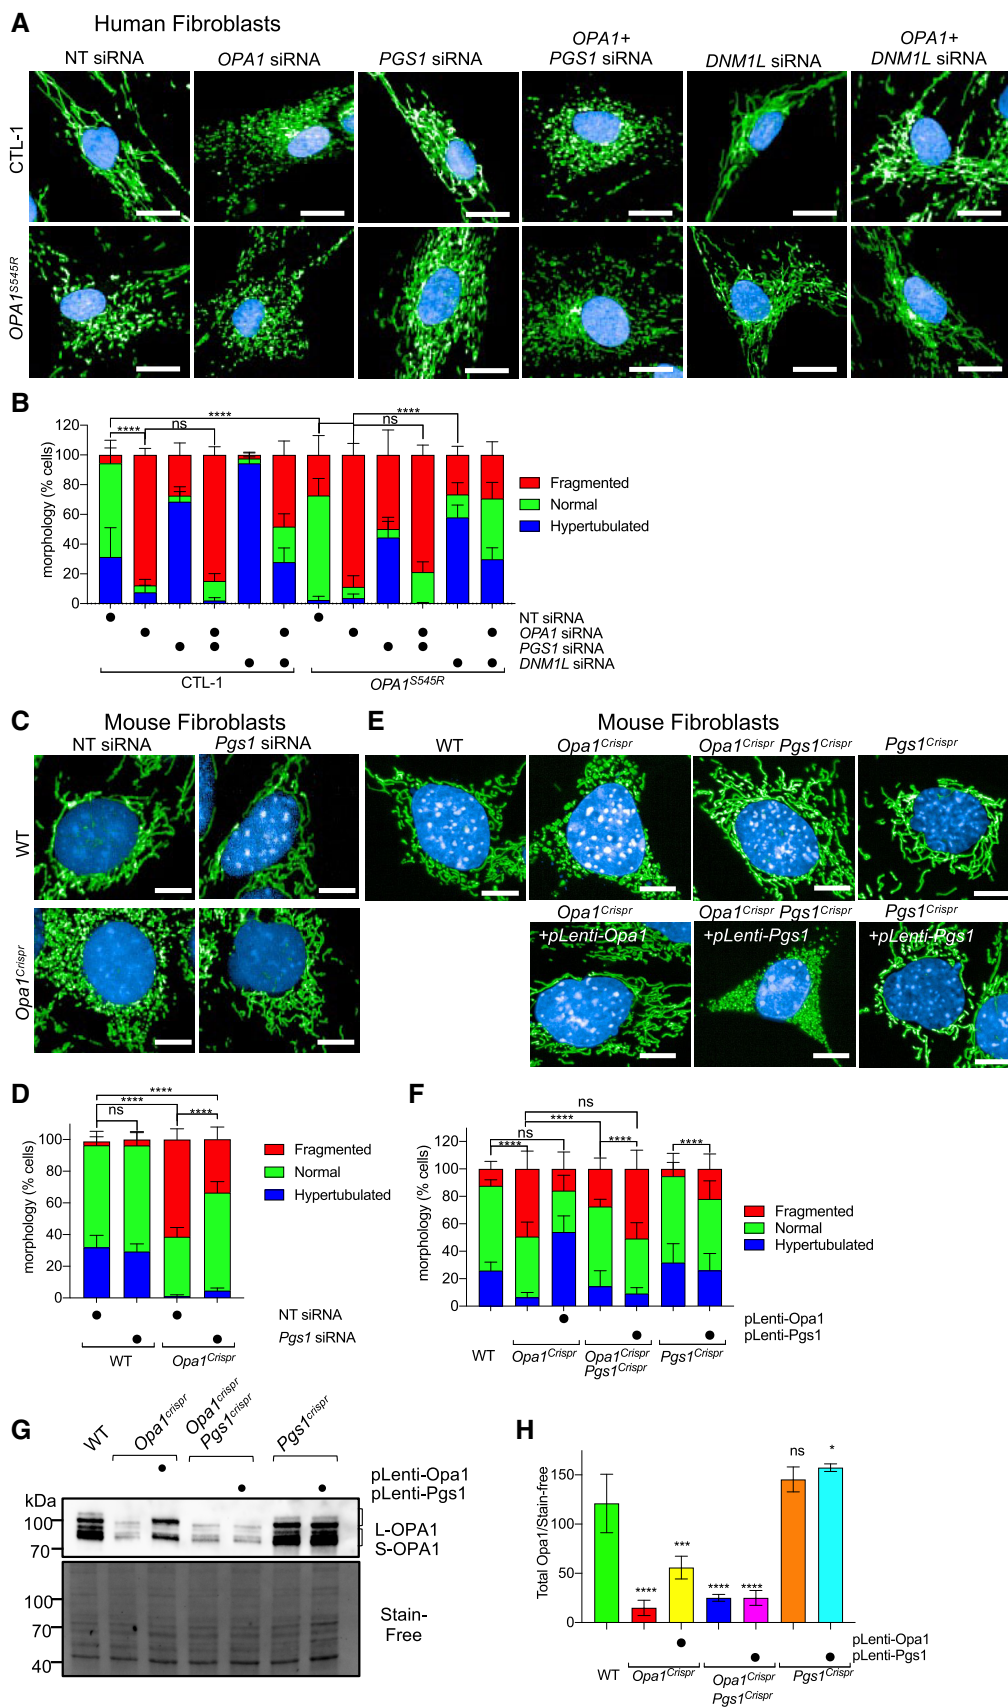 A
Human Fibroblasts
NT siRNA
OPA1 siRNA
PGS1 siRNA
OPA1+
PGS1 siRNA
DNM1L siRNA
OPA1+
DNM1L siRNA
CTL-1
OPA1S545R
B
morphology (% cells)
120
100
80
60
40
20
0
****
ns
****
****
ns
Fragmented
Normal
Hypertubulated
NT siRNA
OPA1 siRNA
PGS1 siRNA
DNM1L siRNA
CTL-1
OPA1S545R
C
Mouse Fibroblasts
NT siRNA
Pgs1 siRNA
WT
Opa1Crispr
E
Mouse Fibroblasts
WT
Opa1Crispr
Opa1Crispr Pgs1Crispr
Pgs1Crispr
Opa1Crispr
+pLenti-Opa1
Opa1Crispr Pgs1Crispr
+pLenti-Pgs1
Pgs1Crispr
+pLenti-Pgs1
D
morphology (% cells)
100
80
60
40
20
0
****
****
ns
****
Fragmented
Normal
Hypertubulated
NT siRNA
Pgs1 siRNA
WT
Opa1Crispr
F
morphology (% cells)
120
100
80
60
40
20
0
ns
****
ns
****
****
****
Fragmented
Normal
Hypertubulated
pLenti-Opa1
pLenti-Pgs1
WT
Opa1Crispr
Opa1Crispr
Pgs1Crispr
Pgs1Crispr
G
WT
Opa1crispr
Opa1crispr
Pgs1crispr
Pgs1crispr
pLenti-Opa1
pLenti-Pgs1
kDa
100
70
L-OPA1
S-OPA1
100
70
40
Stain-
Free
H
Total Opa1/Stain-free
150
100
50
0
****
***
****
****
ns
*
pLenti-Opa1
pLenti-Pgs1
WT
Opa1Crispr
Opa1Crispr
Pgs1Crispr
Pgs1Crispr